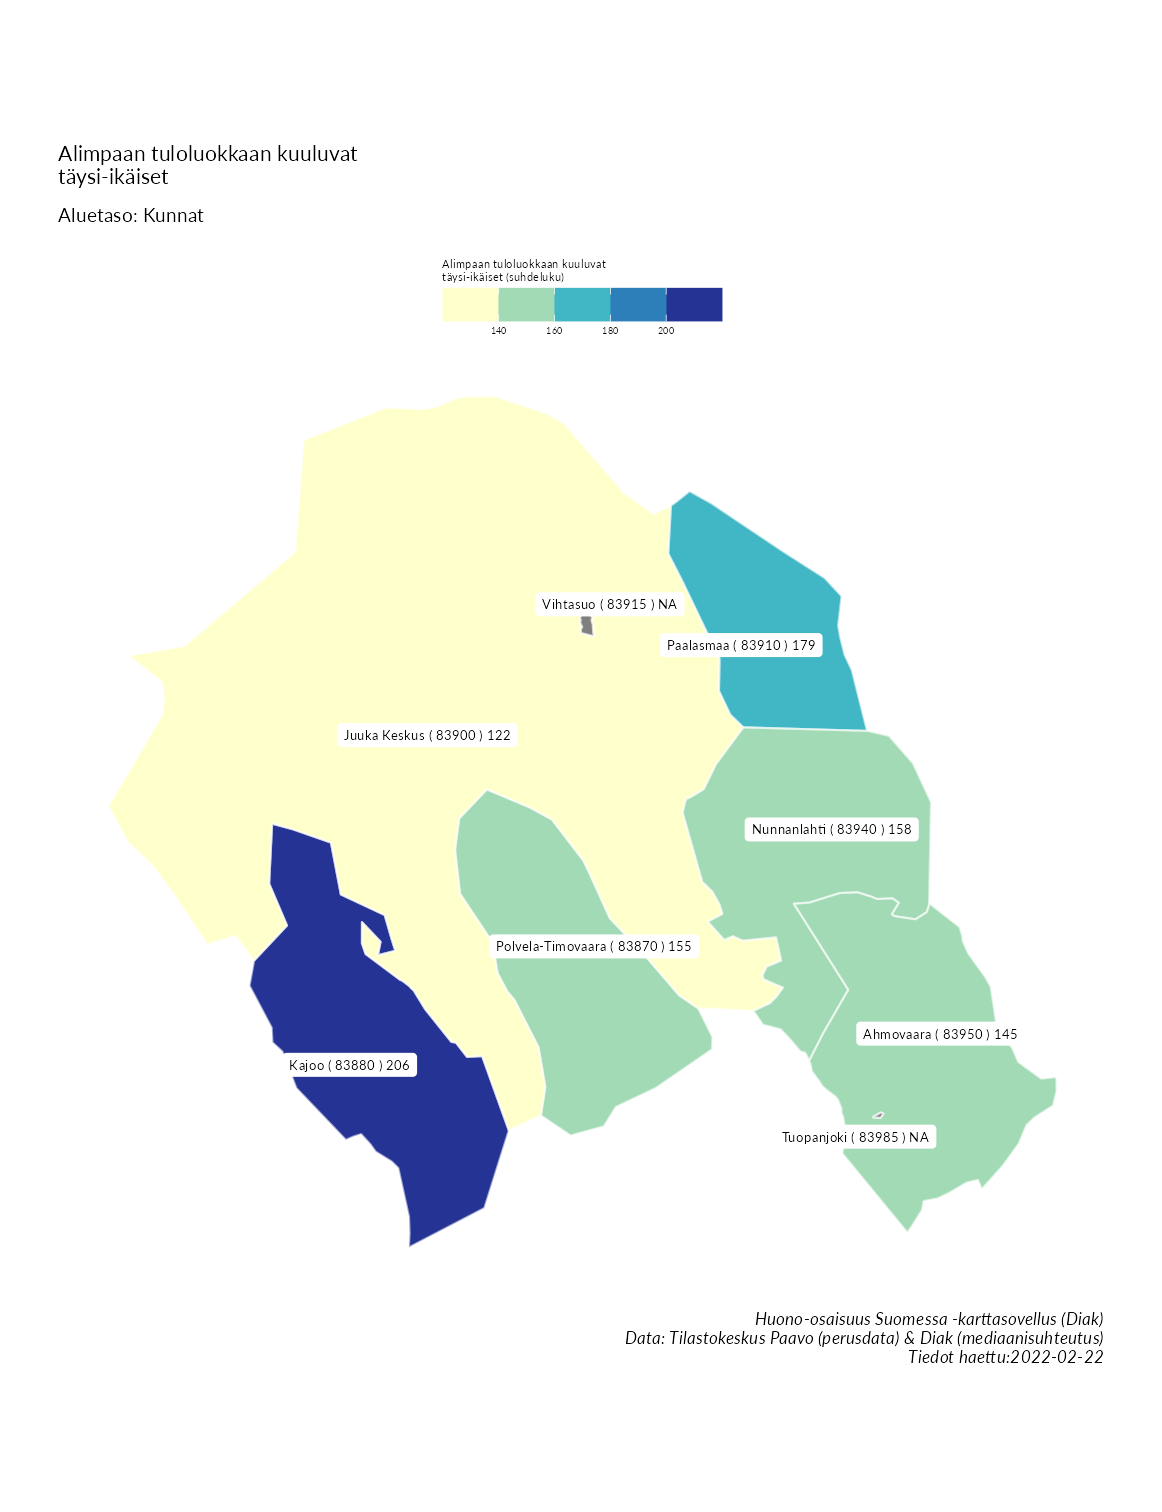 Alimpaan tuloluokkaan kuuluvat
täysi-ikäiset
Aluetaso: Kunnat
Alimpaan tuloluokkaan kuuluvat
täysi-ikäiset (suhdeluku)
140 160 180 200
Vihtasuo ( 83915 ) NA
Paalasmaa ( 83910 ) 179
Juuka Keskus ( 83900 ) 122
Nunnanlahti ( 83940 ) 158
Polvela-Timovaara ( 83870 ) 155
Ahmovaara ( 83950 ) 145
Kajoo ( 83880 ) 206
Tuopanjoki ( 83985 ) NA
Huono-osaisuus Suomessa -karttasovellus (Diak)
Data: Tilastokeskus Paavo (perusdata) & Diak (mediaanisuhteutus)
Tiedot haettu:2022-02-22